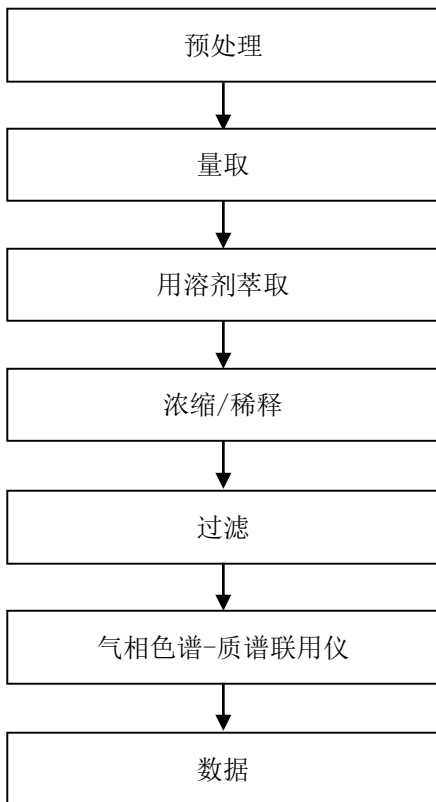 预处理
量取
用溶剂萃取
浓缩/稀释
过滤
气相色谱-质谱联用仪
数据